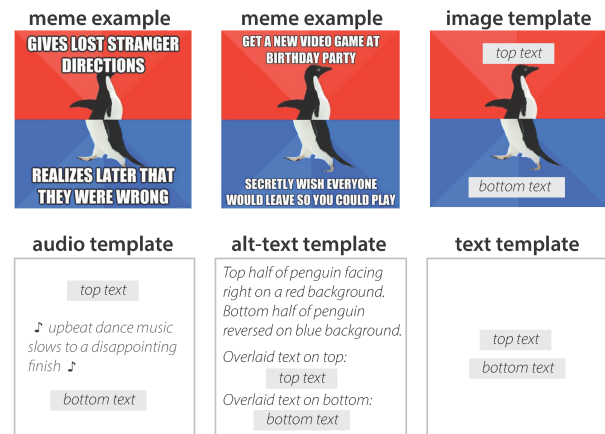 meme example
GIVES LOST STRANGER
DIRECTIONS
REALIZES LATER THAT
THEY WERE WRONG
meme example
GET A NEW VIDEO GAME AT
BIRTHDAY PARTY
SECRETLY WISH EVERYONE
WOULD LEAVE SO YOU COULD PLAY
image template
top text
bottom text
audio template
top text
♪ upbeat dance music
slows to a disappointing
finish ♪
bottom text
alt-text template
Top half of penguin facing
right on a red background.
Bottom half of penguin
reversed on blue background.
Overlaid text on top:
top text
Overlaid text on bottom:
bottom text
text template
top text
bottom text